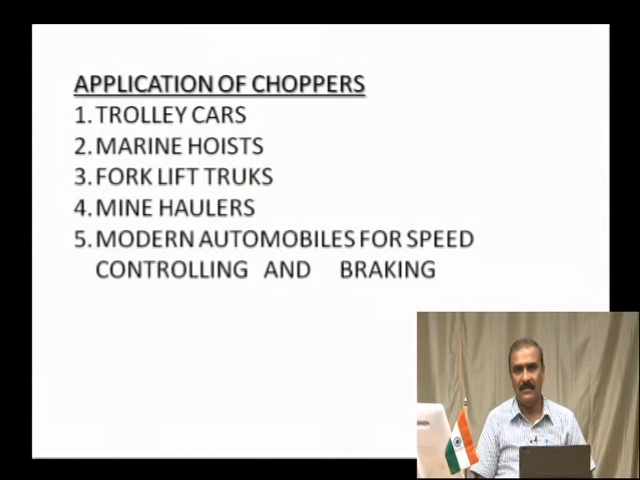 APPLICATION OF CHOPPERS
1. TROLLEY CARS
2. MARINE HOISTS
3. FORK LIFT TRUKS
4. MINE HAULERS
5. MODERN AUTOMOBILES FOR SPEED
CONTROLLING AND BRAKING